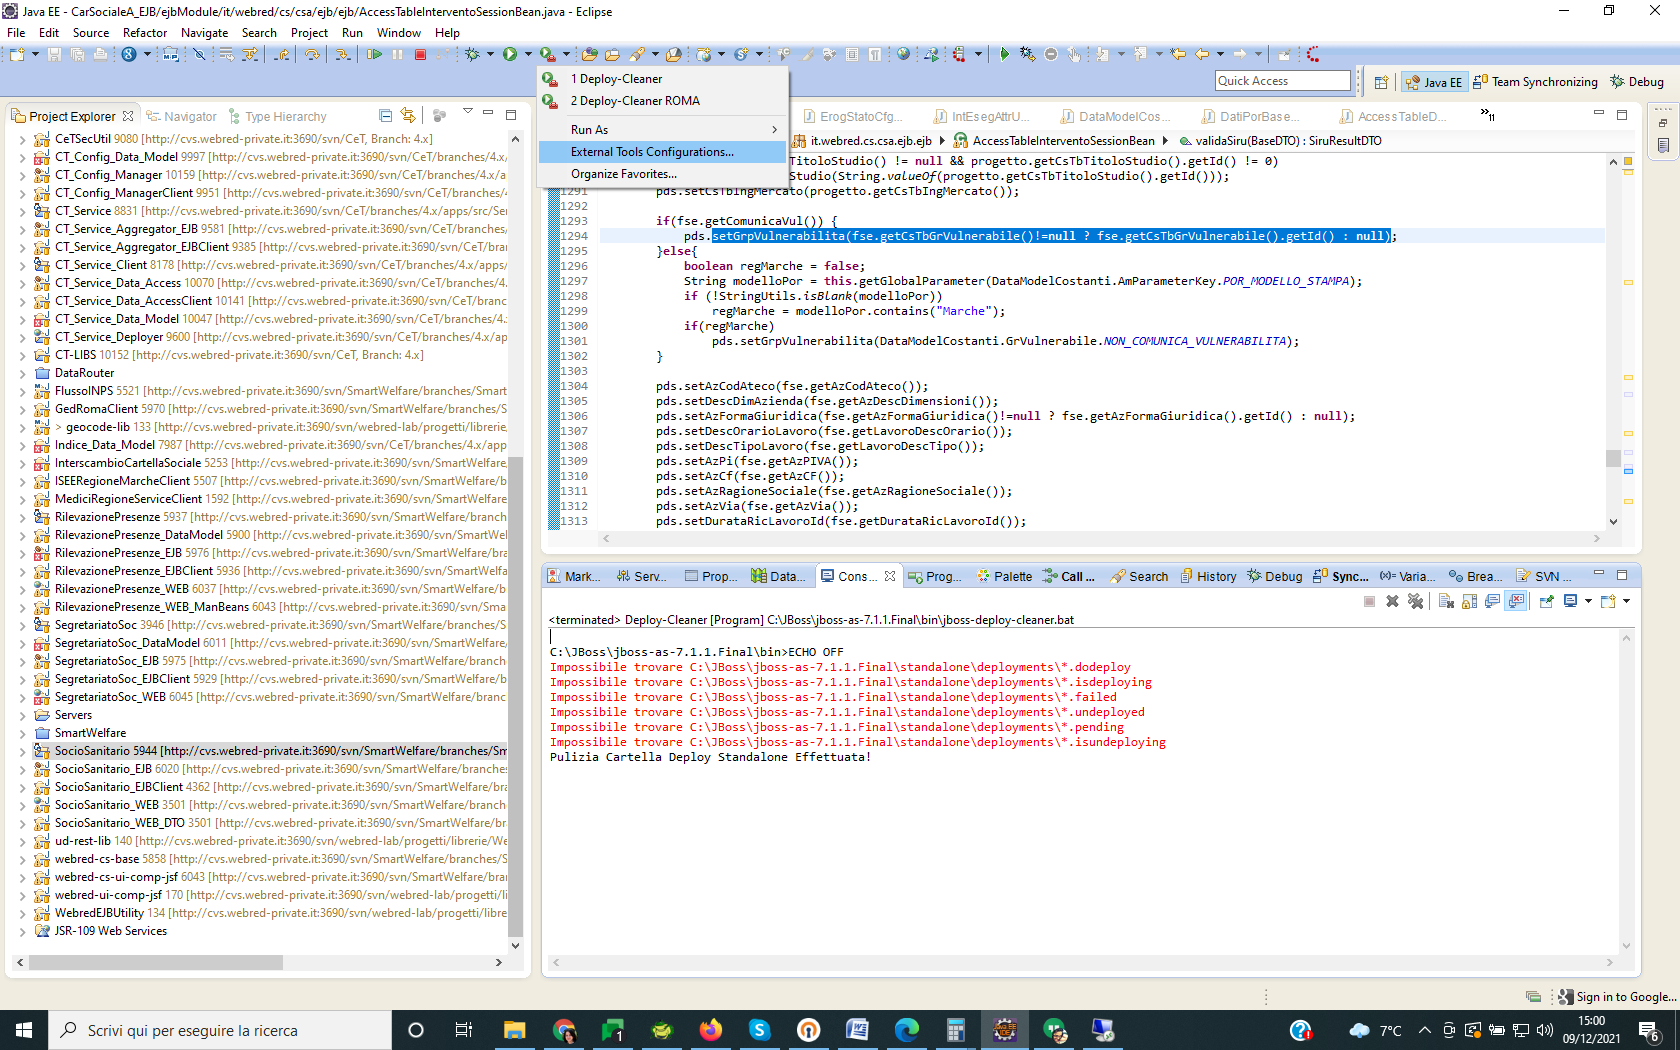 Java EE - CarSocialeA_EJB/ejbModule/it/webred/cs/csa/ejb/ejb/AccessTableInterventoSessionBean.java - Eclipse
File Edit Source Refactor Navigate Search Project Run Window Help
1 Deploy-Cleaner
2 Deploy-Cleaner ROMA
Run As
External Tools Configurations...
Organize Favorites...
Quick Access
Java EE
Team Synchronizing
Debug
Project Explorer
Navigator
Type Hierarchy
CeTSecUtil 9080 [http://cvs.webred-private.it:3690/svn/CeT, Branch: 4.x]
CT_Config_Data_Model 9997 [http://cvs.webred-private.it:3690/svn/CeT/branches/4.x/
CT_Config_Manager 10159 [http://cvs.webred-private.it:3690/svn/CeT/branches/4.x/a
CT_Config_ManagerClient 9951 [http://cvs.webred-private.it:3690/svn/CeT/branches/
CT_Service 8831 [http://cvs.webred-private.it:3690/svn/CeT/branches/4.x/apps/src/Se
CT_Service_Aggregator_EJB 9581 [http://cvs.webred-private.it:3690/svn/CeT/branche
CT_Service_Aggregator_EJBClient 9385 [http://cvs.webred-private.it:3690/svn/CeT/br
CT_Service_Client 8178 [http://cvs.webred-private.it:3690/svn/CeT/branches/4.x/apps/
CT_Service_Data_Access 10070 [http://cvs.webred-private.it:3690/svn/CeT/branches/
CT_Service_Data_AccessClient 10141 [http://cvs.webred-private.it:3690/svn/CeT/bran
CT_Service_Data_Model 10047 [http://cvs.webred-private.it:3690/svn/CeT/branches/4
CT_Service_Deployer 9600 [http://cvs.webred-private.it:3690/svn/CeT/branches/4.x/ap
CT-LIBS 10152 [http://cvs.webred-private.it:3690/svn/CeT, Branch: 4.x]
DataRouter
FlussoINPS 5521 [http://cvs.webred-private.it:3690/svn/SmartWelfare/branches/Smart
GedRomaClient 5970 [http://cvs.webred-private.it:3690/svn/SmartWelfare/branches/S
> geocode-lib 133 [http://cvs.webred-private.it:3690/svn/webred-lab/progetti/librerie,
Indice_Data_Model 7987 [http://cvs.webred-private.it:3690/svn/CeT/branches/4.x/app
InterscambioCartellaSociale 5253 [http://cvs.webred-private.it:3690/svn/SmartWelfare,
ISEERegioneMarcheClient 5507 [http://cvs.webred-private.it:3690/svn/SmartWelfare/b
MediciRegioneServiceClient 1592 [http://cvs.webred-private.it:3690/svn/SmartWelfare
RilevazionePresenze 5937 [http://cvs.webred-private.it:3690/svn/SmartWelfare/branch
RilevazionePresenze_DataModel 5900 [http://cvs.webred-private.it:3690/svn/SmartWe
RilevazionePresenze_EJB 5976 [http://cvs.webred-private.it:3690/svn/SmartWelfare/br
RilevazionePresenze_EJBClient 5936 [http://cvs.webred-private.it:3690/svn/SmartWelfa
RilevazionePresenze_WEB 6037 [http://cvs.webred-private.it:3690/svn/SmartWelfare/b
RilevazionePresenze_WEB_ManBeans 6043 [http://cvs.webred-private.it:3690/svn/Sma
SegretariatoSoc 3946 [http://cvs.webred-private.it:3690/svn/SmartWelfare/branches/S
SegretariatoSoc_DataModel 6011 [http://cvs.webred-private.it:3690/svn/SmartWelfare
SegretariatoSoc_EJB 5975 [http://cvs.webred-private.it:3690/svn/SmartWelfare/branch
SegretariatoSoc_EJBClient 5929 [http://cvs.webred-private.it:3690/svn/SmartWelfare/b
SegretariatoSoc_WEB 6045 [http://cvs.webred-private.it:3690/svn/SmartWelfare/branc
Servers
SmartWelfare
SocioSanitario 5944 [http://cvs.webred-private.it:3690/svn/SmartWelfare/branches/Sm
SocioSanitario_EJB 6020 [http://cvs.webred-private.it:3690/svn/SmartWelfare/branche
SocioSanitario_EJBClient 4362 [http://cvs.webred-private.it:3690/svn/SmartWelfare/br
SocioSanitario_WEB 3501 [http://cvs.webred-private.it:3690/svn/SmartWelfare/branch
SocioSanitario_WEB_DTO 3501 [http://cvs.webred-private.it:3690/svn/SmartWelfare/b
ud-rest-lib 140 [http://cvs.webred-private.it:3690/svn/webred-lab/progetti/librerie/We
webred-cs-base 5858 [http://cvs.webred-private.it:3690/svn/SmartWelfare/branches/S
webred-cs-ui-comp-jsf 6043 [http://cvs.webred-private.it:3690/svn/SmartWelfare/bran
webred-ui-comp-jsf 170 [http://cvs.webred-private.it:3690/svn/webred-lab/progetti/li
WebredEJBUtility 134 [http://cvs.webred-private.it:3690/svn/webred-lab/progetti/libre
JSR-109 Web Services
ErogStatoCfg... IntEsegAttrU... DataModelCos... DatiPorBase... AccessTableD... 11
it.webred.cs.csa.ejb.ejb AccessTableInterventoSessionBean validaSiru(BaseDTO) : SiruResultDTO
TitoloStudio() != null && progetto.getCsTbTitoloStudio().getId() != 0)
Studio(String.valueOf(progetto.getCsTbTitoloStudio().getId()));
1291 pds.setCsTbIngMercato(progetto.getCsTbIngMercato());
1292
1293 if(fse.getComunicaVul()) {
1294 pds.setGrpVulnerabilita(fse.getCsTbGrVulnerabile()!=null ? fse.getCsTbGrVulnerabile().getId() : null);
1295 }else{
1296 boolean regMarche = false;
1297 String modelloPor = this.getGlobalParameter(DataModelCostanti.AmParameterKey.POR_MODELLO_STAMPA);
1298 if (!StringUtils.isBlank(modelloPor))
1299 regMarche = modelloPor.contains("Marche");
1300 if(regMarche)
1301 pds.setGrpVulnerabilita(DataModelCostanti.GrVulnerabile.NON_COMUNICA_VULNERABILITA);
1302 }
1303
1304 pds.setAzCodAteco(fse.getAzCodAteco());
1305 pds.setDescDimAzienda(fse.getAzDescDimensioni());
1306 pds.setAzFormaGiuridica(fse.getAzFormaGiuridica()!=null ? fse.getAzFormaGiuridica().getId() : null);
1307 pds.setDescOrarioLavoro(fse.getLavoroDescOrario());
1308 pds.setDescTipoLavoro(fse.getLavoroDescTipo());
1309 pds.setAzPi(fse.getAzPIVA());
1310 pds.setAzCf(fse.getAzCF());
1311 pds.setAzRagioneSociale(fse.getAzRagioneSociale());
1312 pds.setAzVia(fse.getAzVia());
1313 pds.setDurataRicLavoroId(fse.getDurataRicLavoroId());
Mark... Serv... Prop... Data... Cons... Prog... Palette Call ... Search History Debug Sync... Varia... Brea... SVN ...
<terminated> Deploy-Cleaner [Program] C:\JBoss\jboss-as-7.1.1.Final\bin\jboss-deploy-cleaner.bat
C:\JBoss\jboss-as-7.1.1.Final\bin>ECHO OFF
Impossibile trovare C:\JBoss\jboss-as-7.1.1.Final\standalone\deployments\*.dodeploy
Impossibile trovare C:\JBoss\jboss-as-7.1.1.Final\standalone\deployments\*.isdeploying
Impossibile trovare C:\JBoss\jboss-as-7.1.1.Final\standalone\deployments\*.failed
Impossibile trovare C:\JBoss\jboss-as-7.1.1.Final\standalone\deployments\*.undeployed
Impossibile trovare C:\JBoss\jboss-as-7.1.1.Final\standalone\deployments\*.pending
Impossibile trovare C:\JBoss\jboss-as-7.1.1.Final\standalone\deployments\*.isundeploying
Pulizia Cartella Deploy Standalone Effettuata!
Sign in to Google...
Scrivi qui per eseguire la ricerca
7°C
15:00
09/12/2021
6